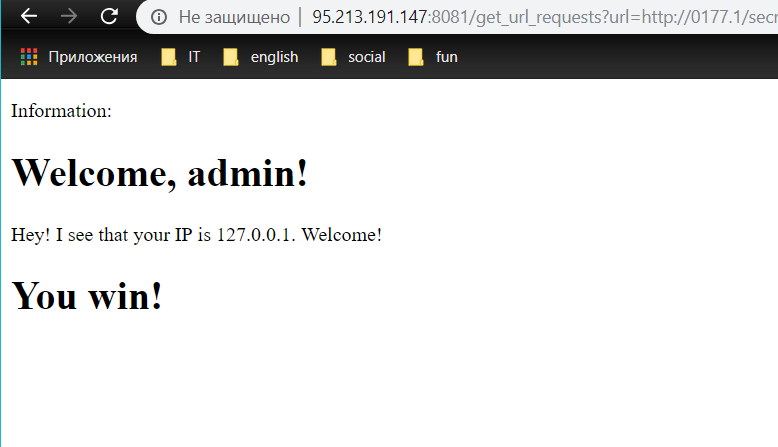 Не защищено | 95.213.191.147:8081/get_url_requests?url=http://0177.1/secr
Приложения IT english social fun
Information:
Welcome, admin!
Hey! I see that your IP is 127.0.0.1. Welcome!
You win!